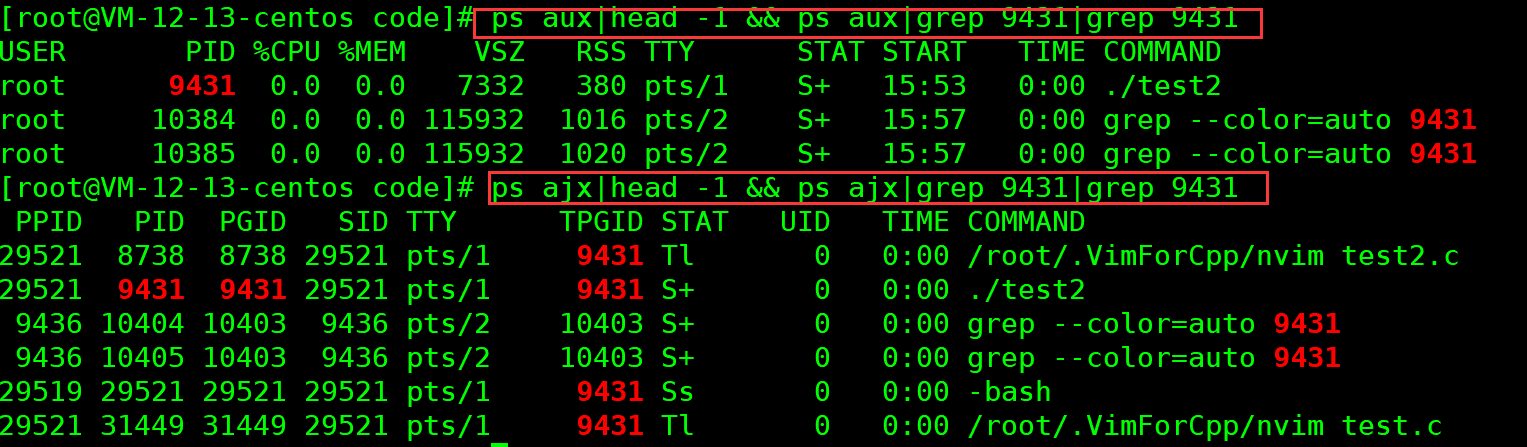 [root@VM-12-13-centos code]# ps aux|head -1 && ps aux|grep 9431|grep 9431
USER       PID %CPU %MEM    VSZ   RSS TTY      STAT START   TIME COMMAND
root      9431  0.0  0.0   7332   380 pts/1    S+   15:53   0:00 ./test2
root     10384  0.0  0.0 115932  1016 pts/2    S+   15:57   0:00 grep --color=auto 9431
root     10385  0.0  0.0 115932  1020 pts/2    S+   15:57   0:00 grep --color=auto 9431
[root@VM-12-13-centos code]# ps ajx|head -1 && ps ajx|grep 9431|grep 9431
 PPID   PID  PGID   SID TTY      TPGID STAT   UID   TIME COMMAND
29521  8738  8738 29521 pts/1     9431 Tl       0   0:00 /root/.VimForCpp/nvim test2.c
29521  9431  9431 29521 pts/1     9431 S+       0   0:00 ./test2
 9436 10404 10403  9436 pts/2    10403 S+       0   0:00 grep --color=auto 9431
 9436 10405 10403  9436 pts/2    10403 S+       0   0:00 grep --color=auto 9431
29519 29521 29521 29521 pts/1     9431 Ss       0   0:00 -bash
29521 31449 31449 29521 pts/1     9431 Tl       0   0:00 /root/.VimForCpp/nvim test.c